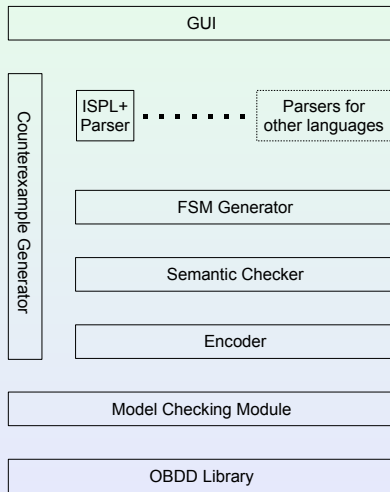 GUI
Counterexample Generator
ISPL+
Parser
Parsers for
other languages
FSM Generator
Semantic Checker
Encoder
Model Checking Module
OBDD Library